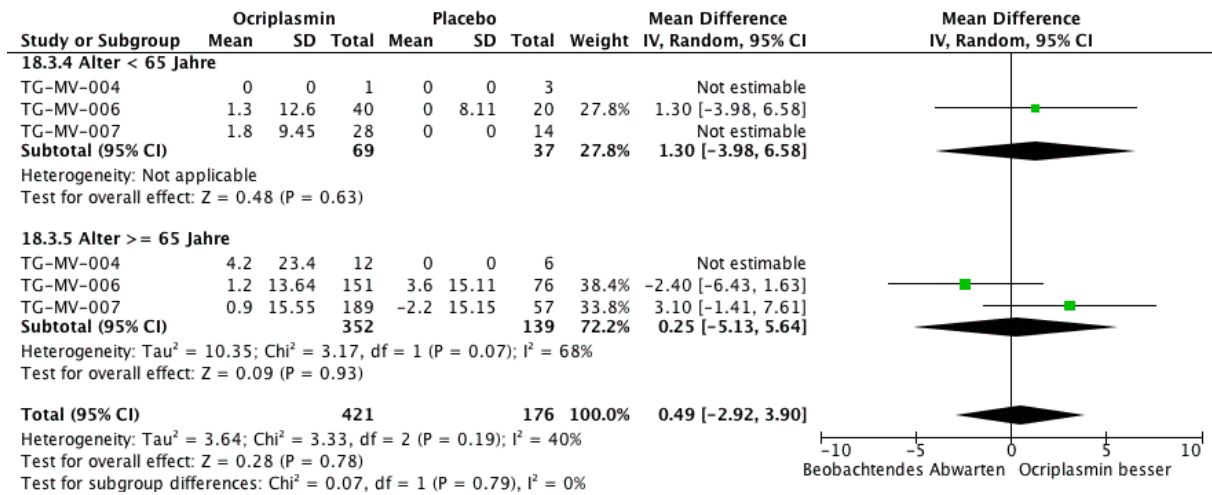 Ocriplasmin Placebo Mean Difference Mean Difference
Study or Subgroup Mean SD Total Mean SD Total Weight IV, Random, 95% CI IV, Random, 95% CI
18.3.4 Alter < 65 Jahre
TG-MV-004 0 0 1 0 0 3 Not estimable
TG-MV-006 1.3 12.6 40 0 8.11 20 27.8% 1.30 [-3.98, 6.58]
TG-MV-007 1.8 9.45 28 0 0 14 Not estimable
Subtotal (95% CI) 69 37 27.8% 1.30 [-3.98, 6.58]
Heterogeneity: Not applicable
Test for overall effect: Z = 0.48 (P = 0.63)
18.3.5 Alter >= 65 Jahre
TG-MV-004 4.2 23.4 12 0 0 6 Not estimable
TG-MV-006 1.2 13.64 151 3.6 15.11 76 38.4% -2.40 [-6.43, 1.63]
TG-MV-007 0.9 15.55 189 -2.2 15.15 57 33.8% 3.10 [-1.41, 7.61]
Subtotal (95% CI) 352 139 72.2% 0.25 [-5.13, 5.64]
Heterogeneity: Tau² = 10.35; Chi² = 3.17, df = 1 (P = 0.07); I² = 68%
Test for overall effect: Z = 0.09 (P = 0.93)
Total (95% CI) 421 176 100.0% 0.49 [-2.92, 3.90]
Heterogeneity: Tau² = 3.64; Chi² = 3.33, df = 2 (P = 0.19); I² = 40%
Test for overall effect: Z = 0.28 (P = 0.78)
Test for subgroup differences: Chi² = 0.07, df = 1 (P = 0.79), I² = 0%
-10 -5 0 5 10
Beobachtendes Abwarten Ocriplasmin besser